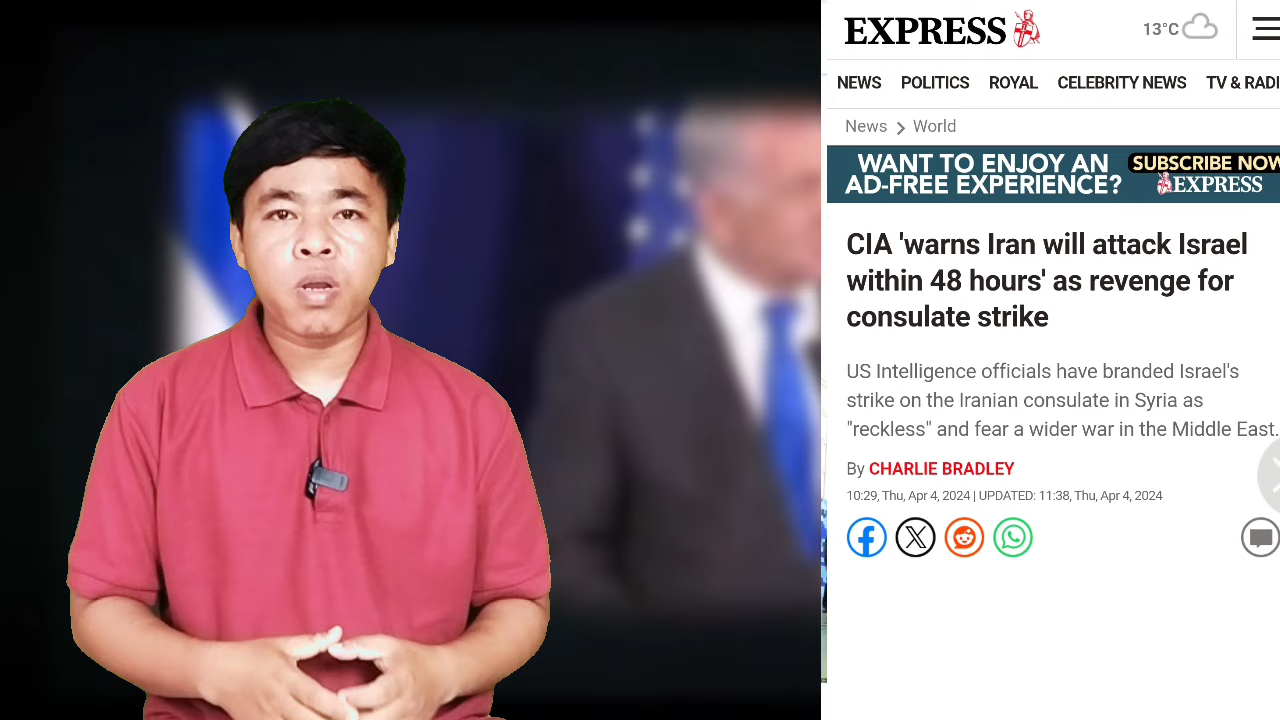 EXPRESS
13°C
NEWS POLITICS ROYAL CELEBRITY NEWS TV & RADI
News > World
WANT TO ENJOY AN
AD-FREE EXPERIENCE?
SUBSCRIBE NOW
EXPRESS
CIA 'warns Iran will attack Israel
within 48 hours' as revenge for
consulate strike
US Intelligence officials have branded Israel's
strike on the Iranian consulate in Syria as
"reckless" and fear a wider war in the Middle East.
By CHARLIE BRADLEY
10:29, Thu, Apr 4, 2024 | UPDATED: 11:38, Thu, Apr 4, 2024